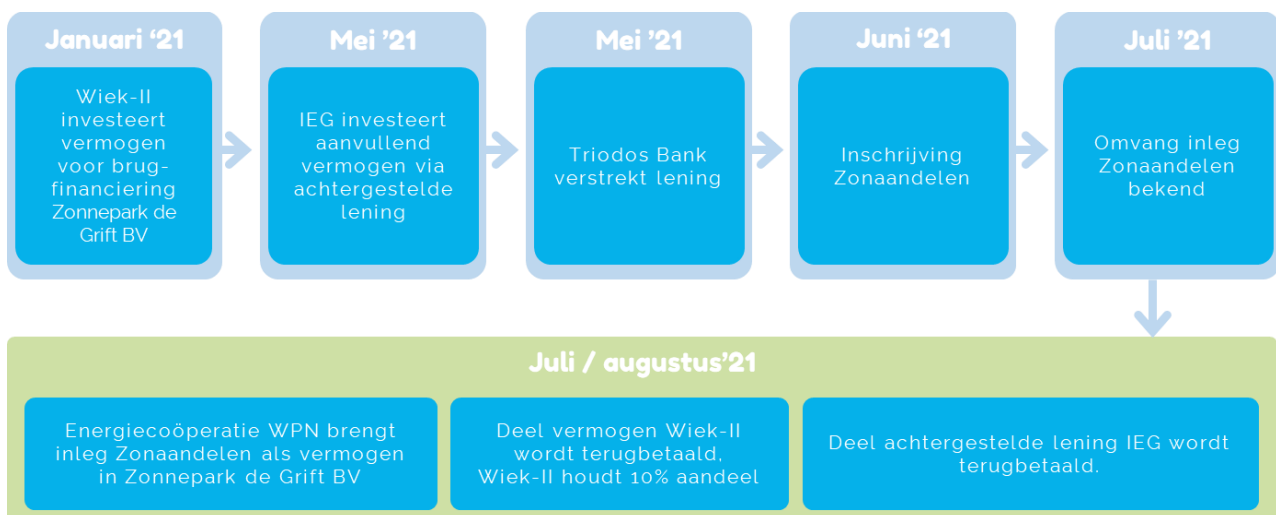 Januari ‘21
Wiek-II
investeert
vermogen
voor brug-
financiering
Zonnepark de
Grift BV
Mei ’21
IEG investeert
aanvullend
vermogen via
achtergestelde
lening
Mei ’21
Triodos Bank
verstrekt lening
Juni ‘21
Inschrijving
Zonaandelen
Juli ’21
Omvang inleg
Zonaandelen
bekend
Juli / augustus’21
Energiecoöperatie WPN brengt
inleg Zonaandelen als vermogen
in Zonnepark de Grift BV
Deel vermogen Wiek-II
wordt terugbetaald,
Wiek-II houdt 10% aandeel
Deel achtergestelde lening IEG wordt
terugbetaald.